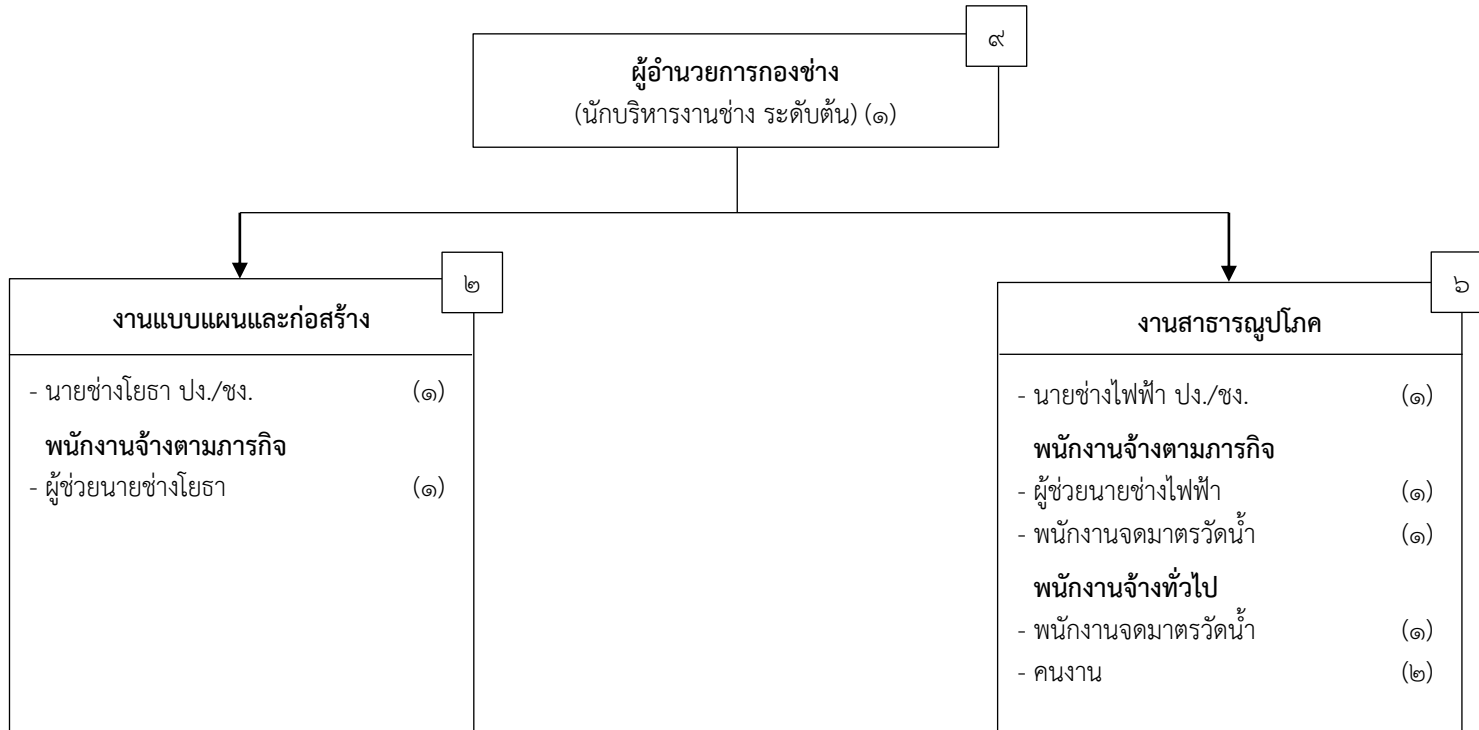 ๙
ผู้อำนวยการกองช่าง
(นักบริหารงานช่าง ระดับต้น) (๑)
๒
งานแบบแผนและก่อสร้าง
- นายช่างโยธา ปง./ชง. (๑)
พนักงานจ้างตามภารกิจ
- ผู้ช่วยนายช่างโยธา (๑)
๖
งานสาธารณูปโภค
- นายช่างไฟฟ้า ปง./ชง. (๑)
พนักงานจ้างตามภารกิจ
- ผู้ช่วยนายช่างไฟฟ้า (๑)
- พนักงานจดมาตรวัดน้ำ (๑)
พนักงานจ้างทั่วไป
- พนักงานจดมาตรวัดน้ำ (๑)
- คนงาน (๒)